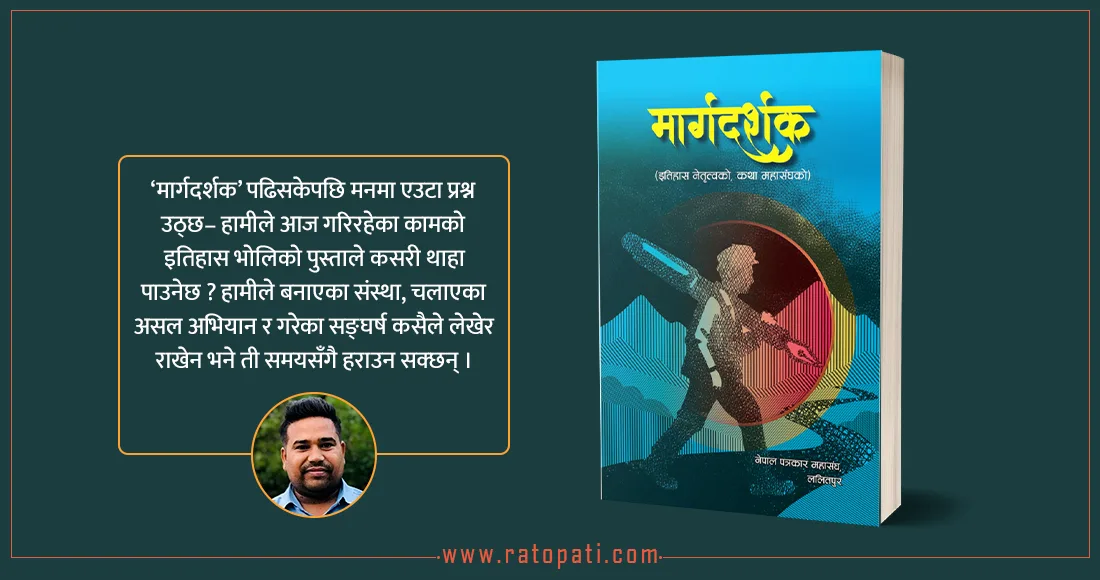 ‘मार्गदर्शक’ पढिसकेपछि मनमा एउटा प्रश्न
उठ्छ– हामीले आज गरिरहेका कामको
इतिहास भोलिको पुस्ताले कसरी थाहा
पाउनेछ ? हामीले बनाएका संस्था, चलाएका
असल अभियान र गरेका सङ्घर्ष कसैले लेखेर
राखेन भने ती समयसँगै हराउन सक्छन् ।
मार्गदर्शक
(इतिहास नेतृत्वको, कथा महासंघको)
नेपाल पत्रकार महासंघ,
ललितपुर
www.ratopati.com